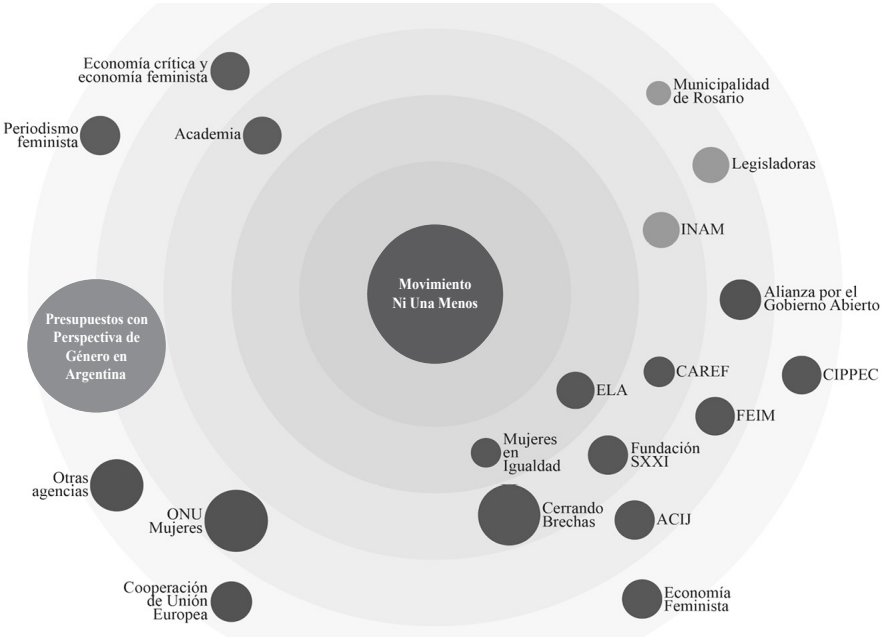 Economía crítica y
economía feminista
Periodismo
feminista
Academia
Municipalidad
de Rosario
Legisladoras
INAM
Movimiento
Ni Una Menos
Alianza por el
Gobierno Abierto
Presupuestos con
Perspectiva de
Género en
Argentina
CAREF
CIPPEC
ELA
FEIM
Mujeres
en
Igualdad
Fundación
SXXI
Otras
agencias
ONU
Mujeres
Cerrando
Brechas
ACIJ
Cooperación
de Unión
Europea
Economía
Feminista